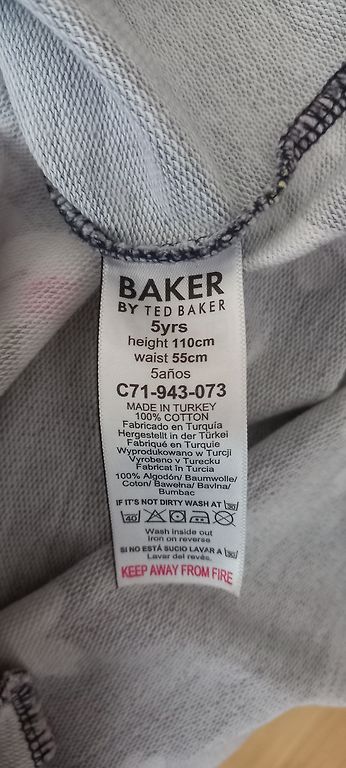 BAKER
BY TED BAKER
5yrs
height 110cm
waist 55cm
5años
C71-943-073
MADE IN TURKEY
100% COTTON
Fabricado en Turquía
Hergestellt in der Türkei
Fabriqué en Turquie
Wyprodukowano w Turcji
Vyrobeno v Turecku
Fabricat în Turcia
100% Algodón/ Baumwolle/
Coton/ Bawełna/ Bavlna/
Bumbac
IF IT'S NOT DIRTY WASH AT 30
40
Wash inside out
Iron on reverse
SI NO ESTÁ SUCIO LAVAR A 30
Lavar del revés.
KEEP AWAY FROM FIRE